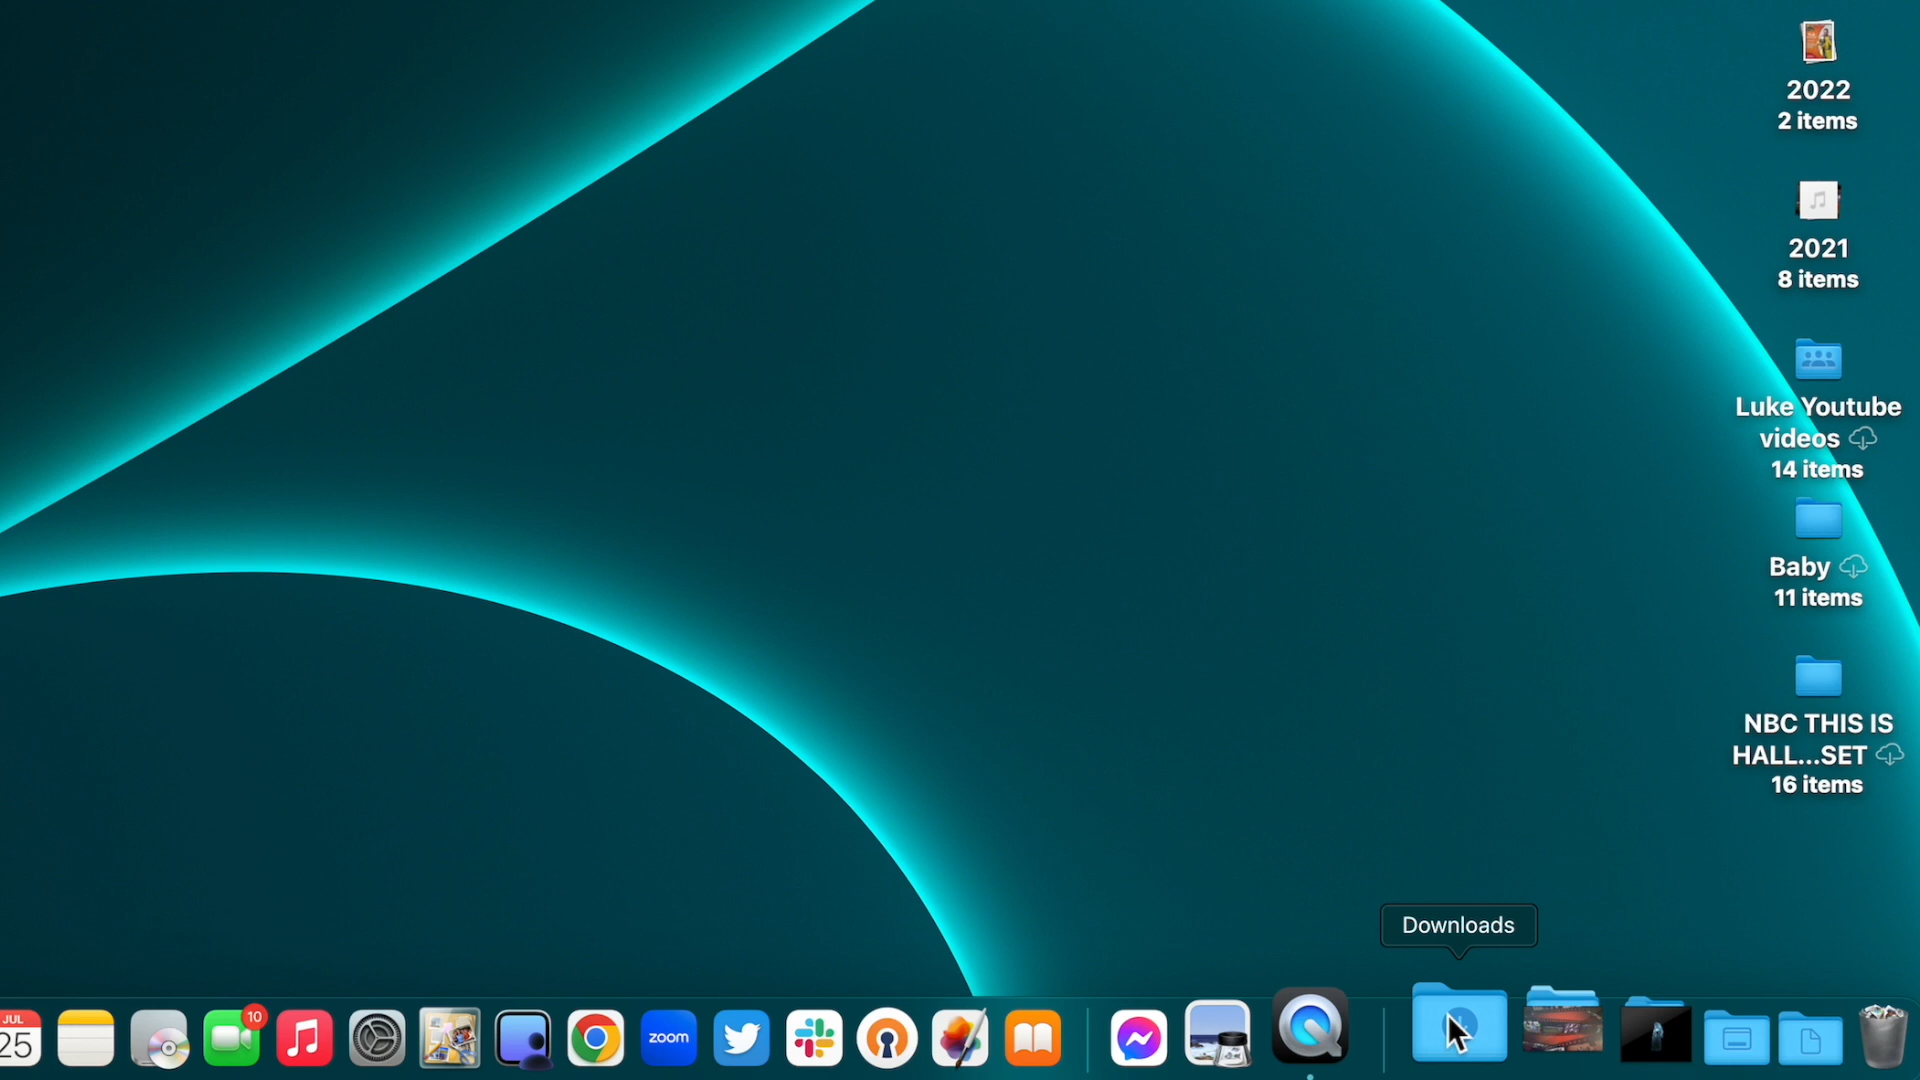 2022
2 items
2021
8 items
Luke Youtube
videos
14 items
Baby
11 items
NBC THIS IS
HALL...SET
16 items
Downloads
JUL
25
10
zoom